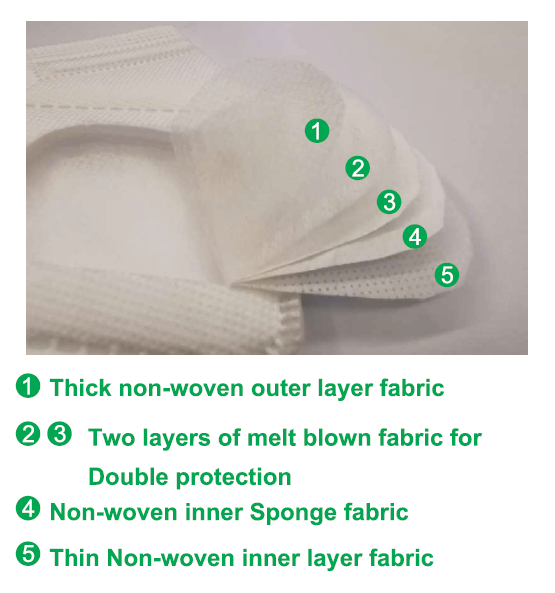 1
2
3
4
5
1 Thick non-woven outer layer fabric
2 3 Two layers of melt blown fabric for
Double protection
4 Non-woven inner Sponge fabric
5 Thin Non-woven inner layer fabric